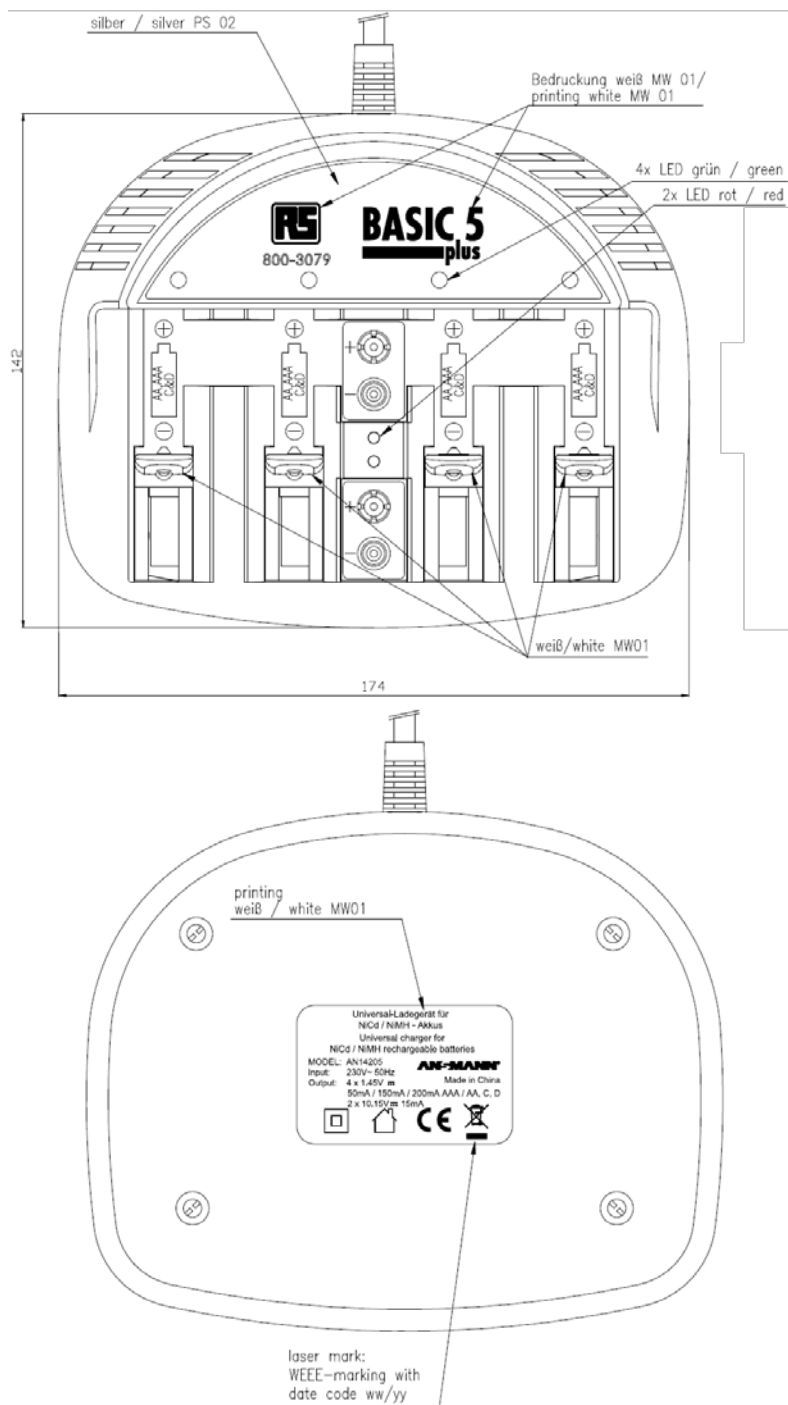 silber / silver PS 02
Bedruckung weiß MW 01/
printing white MW 01
4x LED grün / green
2x LED rot / red
RS
BASIC 5
plus
800-3079
142
+
AA,AAA
C&D
AA,AAA
C&D
AA,AAA
C&D
AA,AAA
C&D
weiß/white MW01
174
printing
weiß / white MW01
Universal-Ladegerät für
NiCd / NiMH - Akkus
Universal charger for
NiCd / NiMH rechargeable batteries
MODEL: AN14205
ANSMANN
Input: 230V~ 50Hz
Made in China
Output: 4 x 1.45V
50mA / 150mA / 200mA AAA / AA, C, D
2 x 10.15V 15mA
CE
laser mark:
WEEE-marking with
date code ww/yy